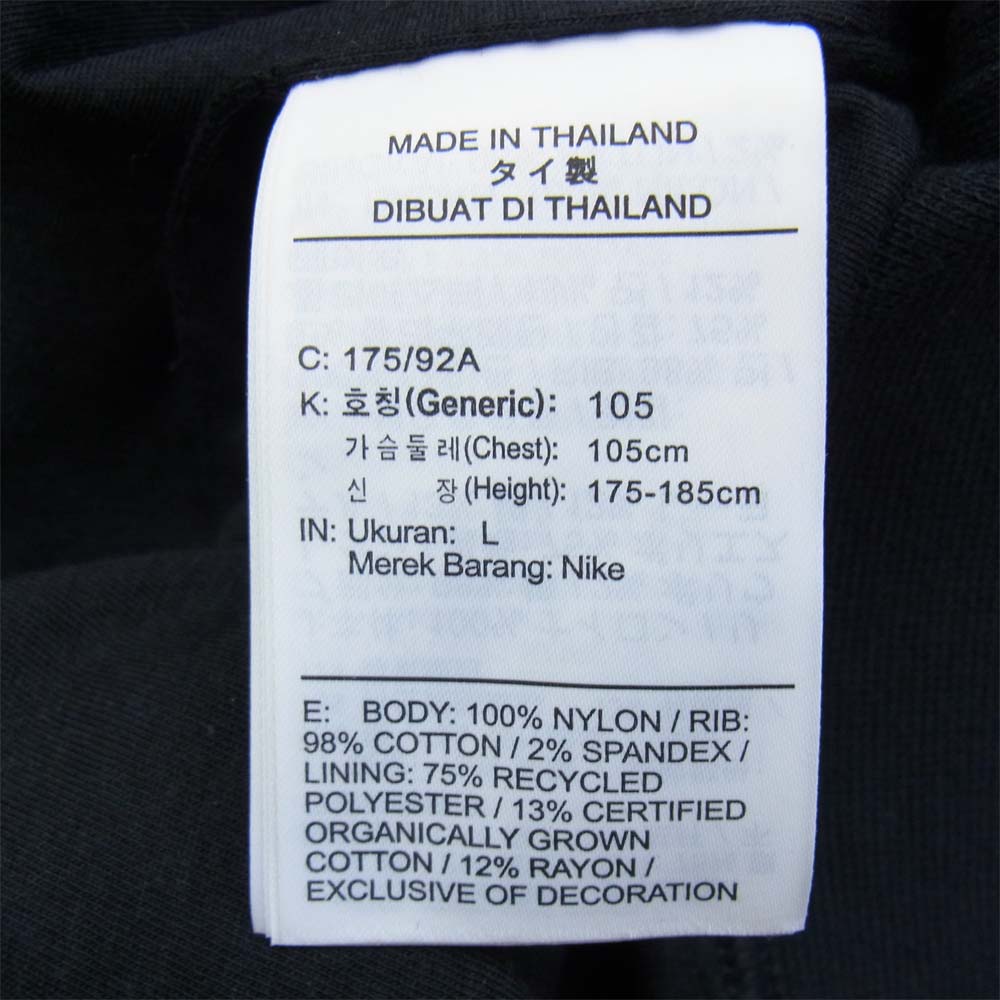 MADE IN THAILAND
タイ製
DIBUAT DI THAILAND
C: 175/92A
K: 호칭(Generic): 105
가슴둘레(Chest): 105cm
신 장(Height): 175-185cm
IN: Ukuran: L
Merek Barang: Nike
E: BODY: 100% NYLON / RIB:
98% COTTON / 2% SPANDEX /
LINING: 75% RECYCLED
POLYESTER / 13% CERTIFIED
ORGANICALLY GROWN
COTTON / 12% RAYON /
EXCLUSIVE OF DECORATION